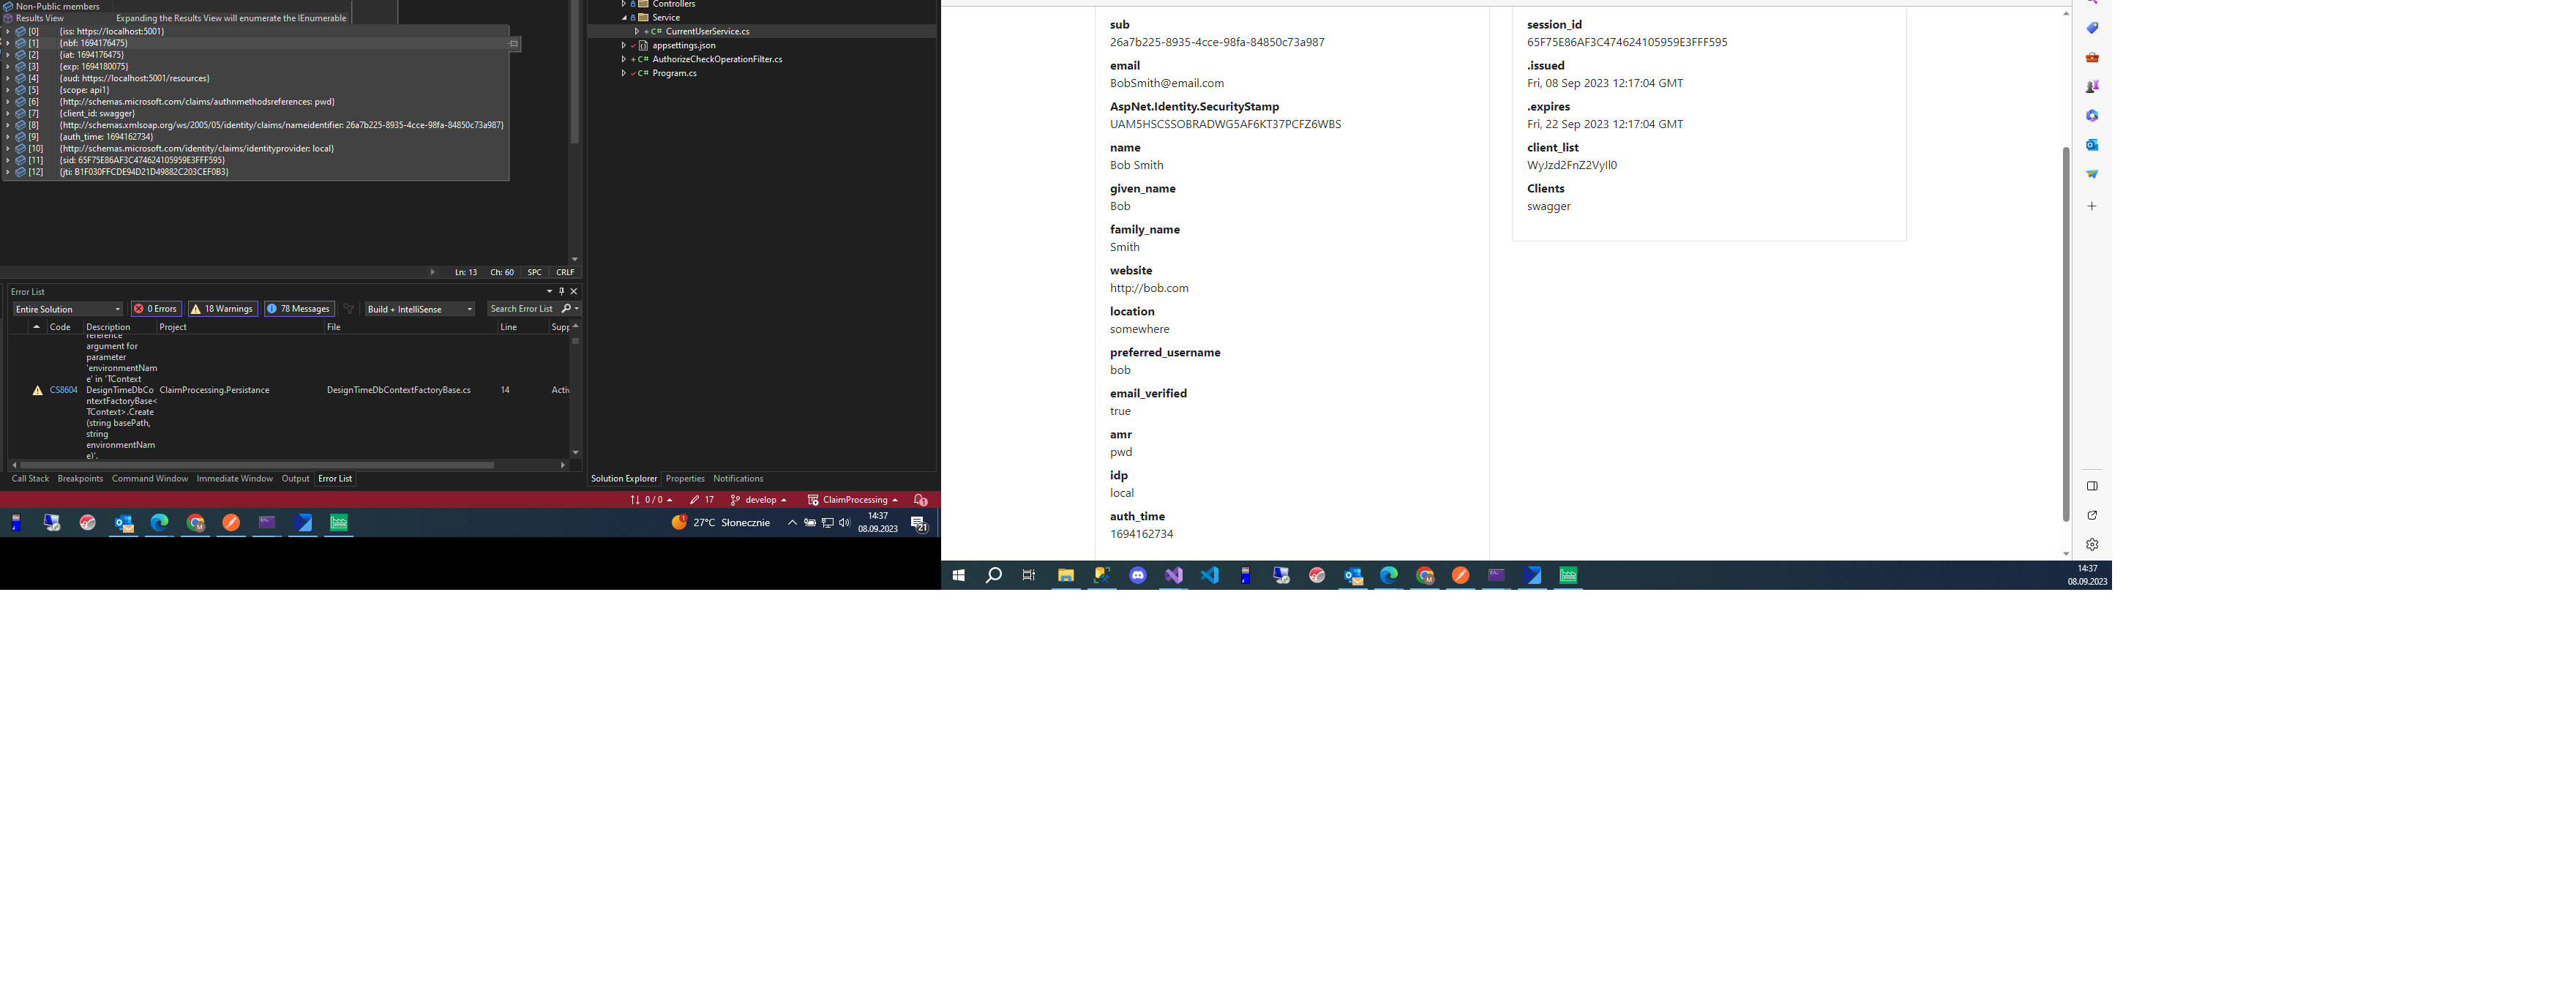 Non-Public members
Results View Expanding the Results View will enumerate the IEnumerable
[0] {iss: https://localhost:5001}
[1] {nbf: 1694176475}
[2] {iat: 1694176475}
[3] {exp: 1694180075}
[4] {aud: https://localhost:5001/resources}
[5] {scope: api1}
[6] {http://schemas.microsoft.com/claims/authnmethodsreferences: pwd}
[7] {client_id: swagger}
[8] {http://schemas.xmlsoap.org/ws/2005/05/identity/claims/nameidentifier: 26a7b225-8935-4cce-98fa-84850c73a987}
[9] {auth_time: 1694162734}
[10] {http://schemas.microsoft.com/identity/claims/identityprovider: local}
[11] {sid: 65F75E86AF3C474624105959E3FFF595}
[12] {jti: B1F030FFCDE94D21D49882C203CEF0B3}
Ln: 13 Ch: 60 SPC CRLF
Controllers
Service
C# CurrentUserService.cs
appsettings.json
C# AuthorizeCheckOperationFilter.cs
C# Program.cs
Error List
Entire Solution 0 Errors 18 Warnings 78 Messages Build + IntelliSense Search Error List
Code Description Project File Line Supp
reference
argument for
parameter
'environmentNam
e' in 'TContext
CS8604 DesignTimeDbCo ClaimProcessing.Persistance DesignTimeDbContextFactoryBase.cs 14 Activ
ntextFactoryBase<
TContext>.Create
(string basePath,
string
environmentNam
e)'.
Call Stack Breakpoints Command Window Immediate Window Output Error List
Solution Explorer Properties Notifications
0 / 0 17 develop ClaimProcessing 1
27°C Słonecznie 14:37
08.09.2023 21
sub
26a7b225-8935-4cce-98fa-84850c73a987
email
BobSmith@email.com
AspNet.Identity.SecurityStamp
UAM5HSCSSOBRADWG5AF6KT37PCFZ6WBS
name
Bob Smith
given_name
Bob
family_name
Smith
website
http://bob.com
location
somewhere
preferred_username
bob
email_verified
true
amr
pwd
idp
local
auth_time
1694162734
session_id
65F75E86AF3C474624105959E3FFF595
.issued
Fri, 08 Sep 2023 12:17:04 GMT
.expires
Fri, 22 Sep 2023 12:17:04 GMT
client_list
WyJzd2FnZ2VyIl0
Clients
swagger
14:37
08.09.2023